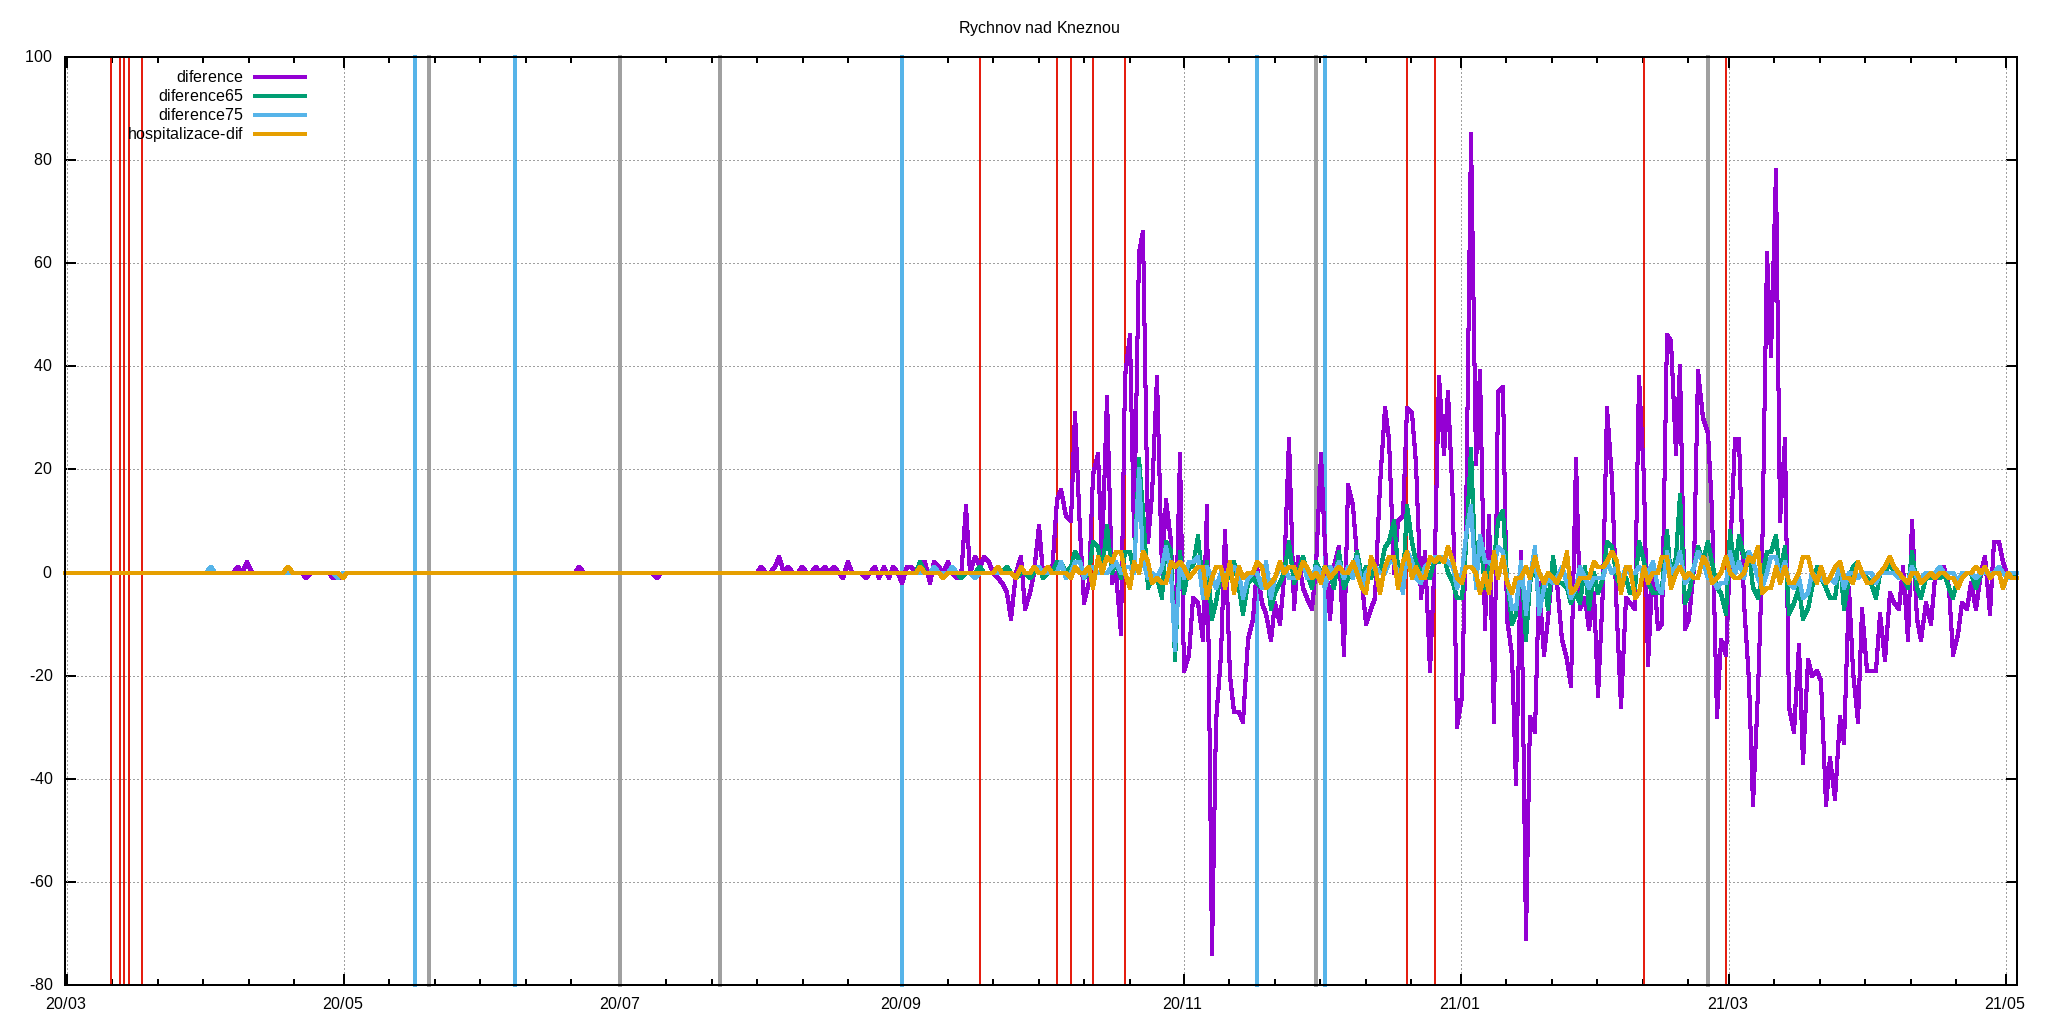 Rychnov nad Kneznou
100
diference
diference65
diference75
hospitalizace-dif
80
60
40
20
0
-20
-40
-60
-80
20/03 20/05 20/07 20/09 20/11 21/01 21/03 21/05